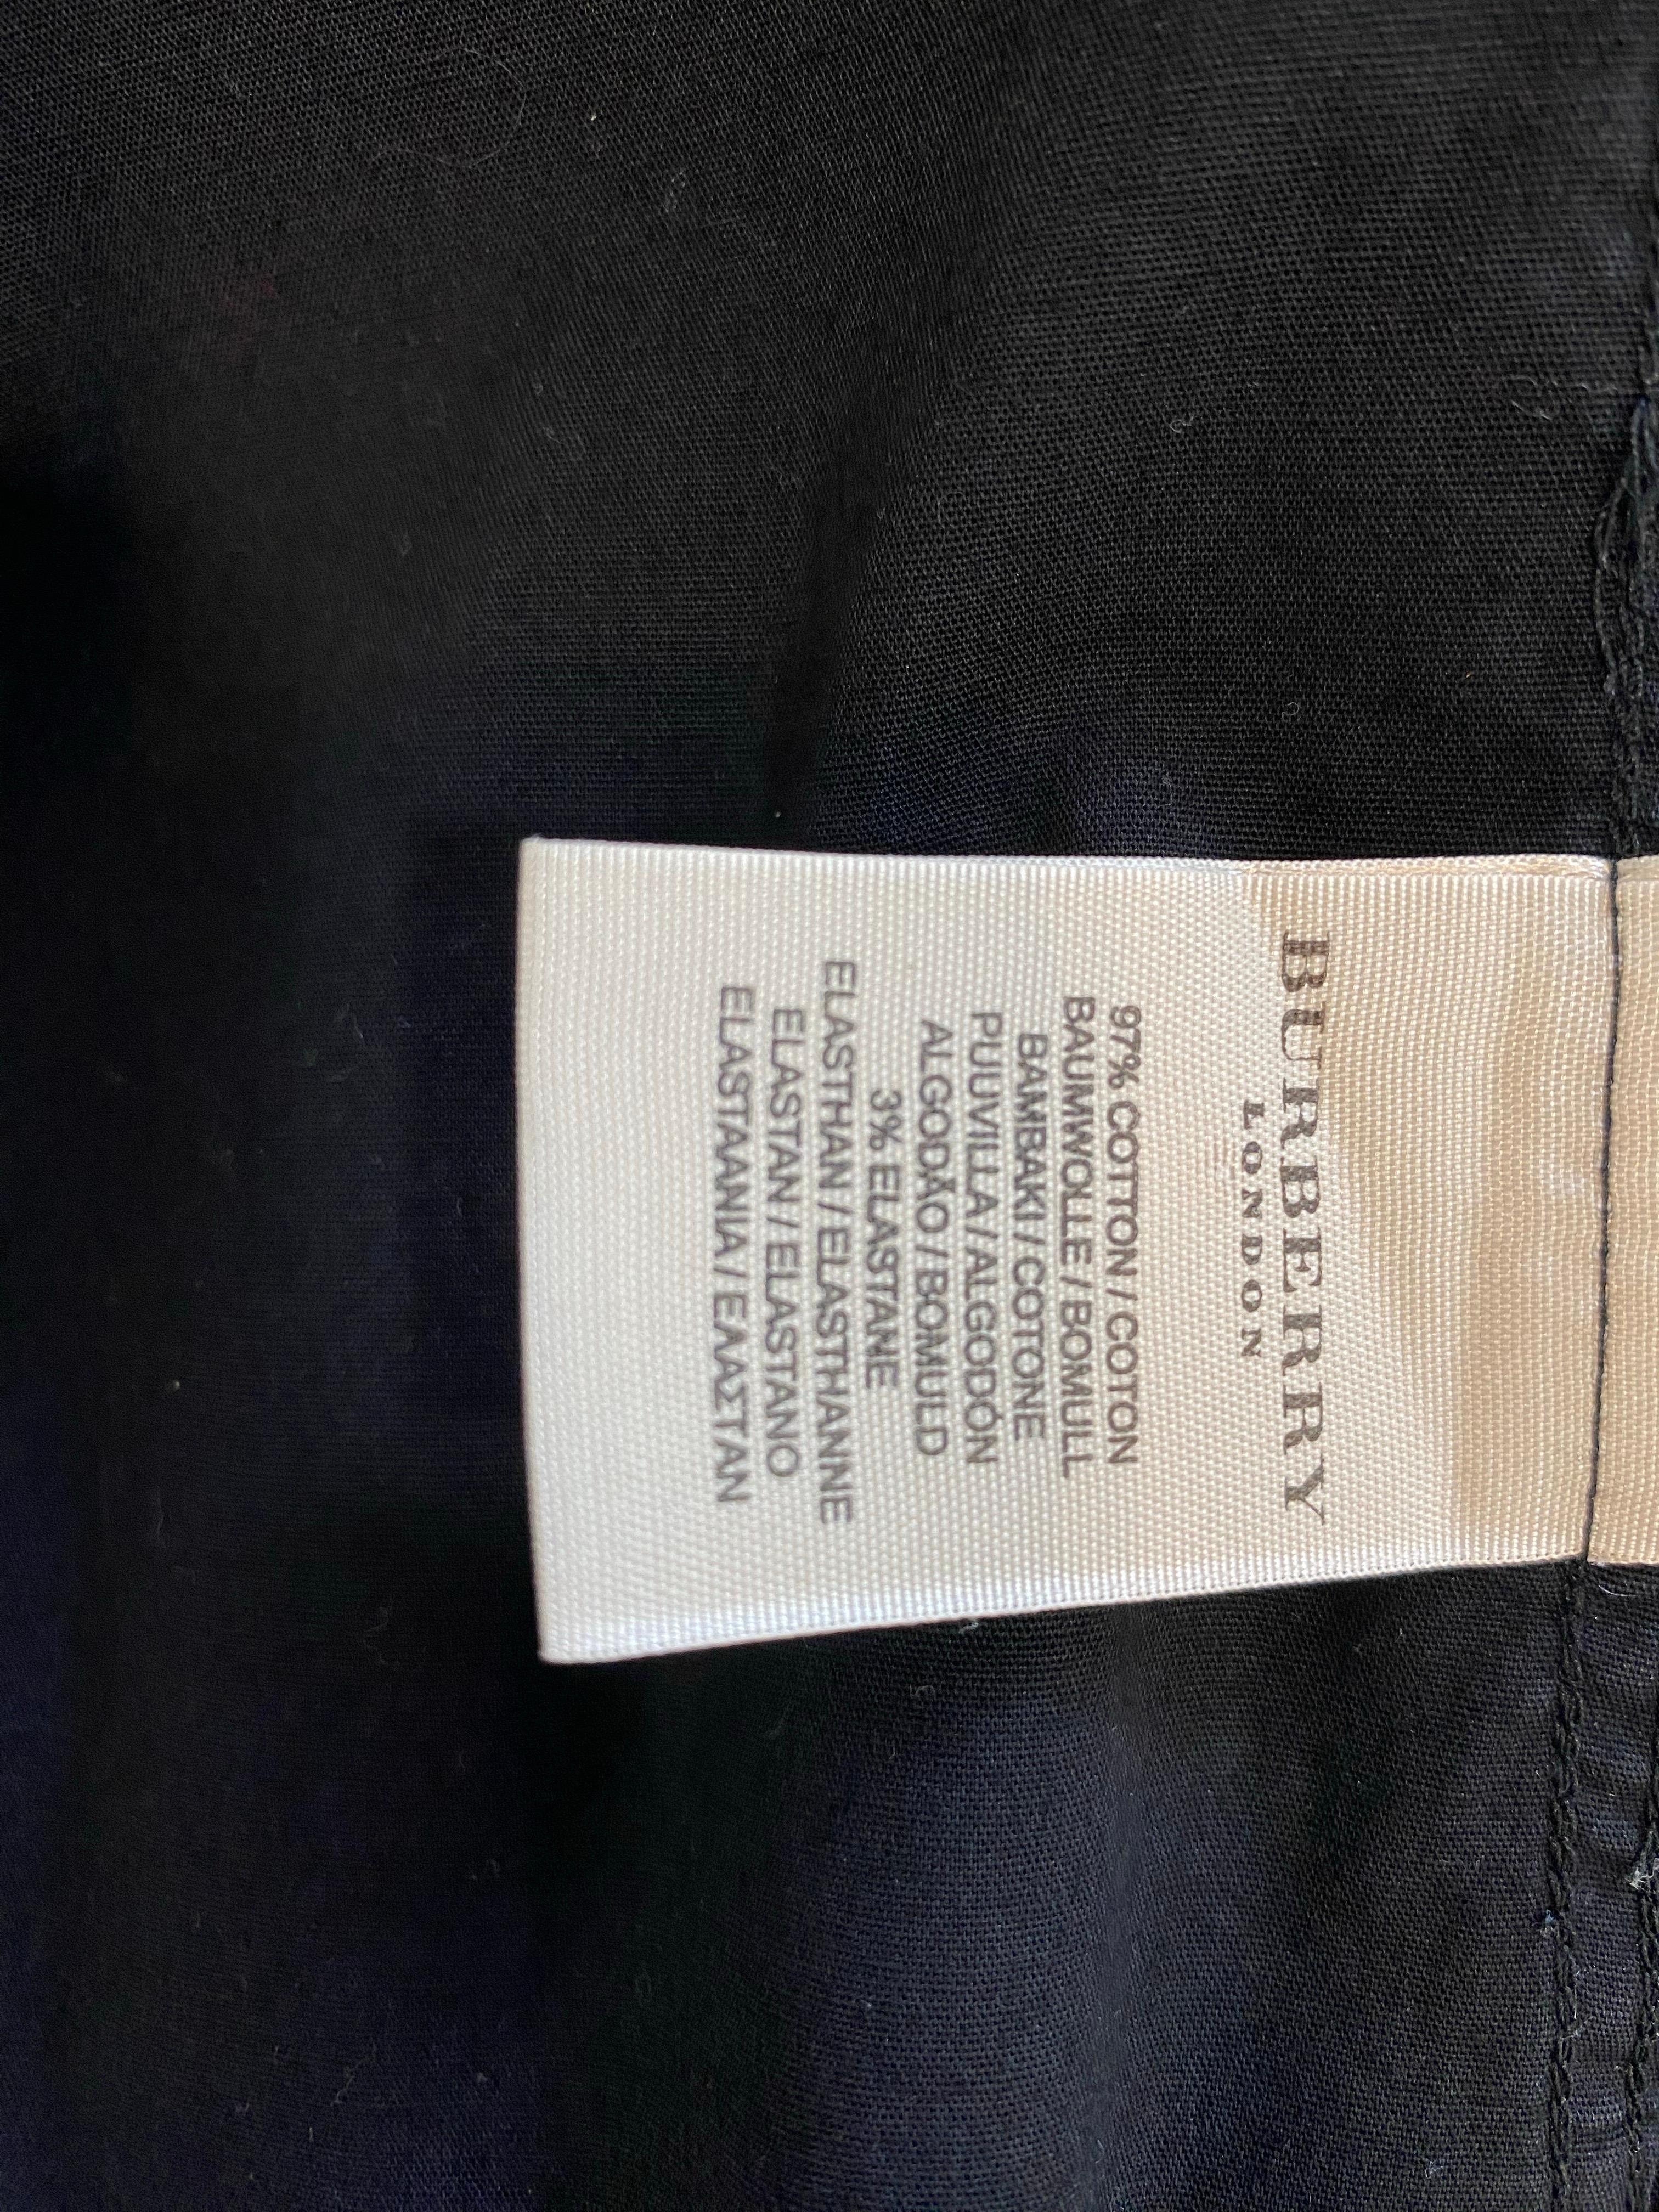 BURBERRY
LONDON
97% COTTON / COTON
BAUMWOLLE / BOMULL
BAMBAKI / COTONE
PUUVILLA / ALGODÓN
ALGODÃO / BOMULD
3% ELASTANE
ELASTHAN / ELASTHANNE
ELASTAN / ELASTANO
ELASTAANIA / ΕΛΑΣΤΑΝ